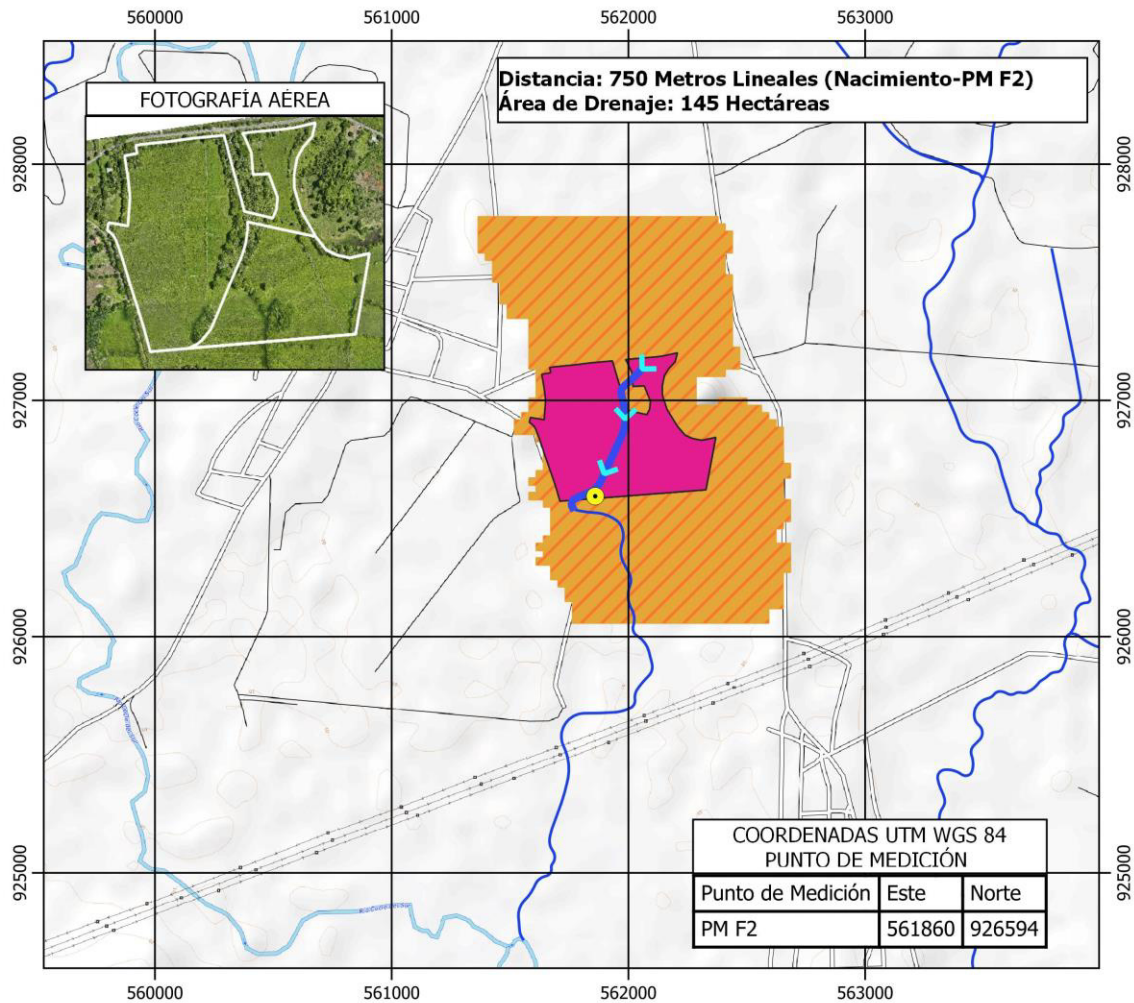 560000 561000 562000 563000
Distancia: 750 Metros Lineales (Nacimiento-PM F2)
Área de Drenaje: 145 Hectáreas
FOTOGRAFÍA AÉREA
928000 928000
927000 927000
926000 926000
925000 925000
COORDENADAS UTM WGS 84
PUNTO DE MEDICIÓN
Punto de Medición Este Norte
PM F2 561860 926594
560000 561000 562000 563000